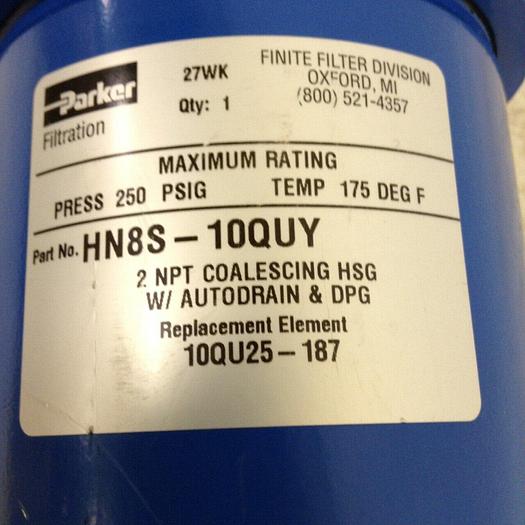 Parker
Filtration
27WK
Qty: 1
FINITE FILTER DIVISION
OXFORD, MI
(800) 521-4357
MAXIMUM RATING
PRESS 250 PSIG TEMP 175 DEG F
Part No. HN8S-10QUY
2 NPT COALESCING HSG
W/ AUTODRAIN & DPG
Replacement Element
10QU25-187